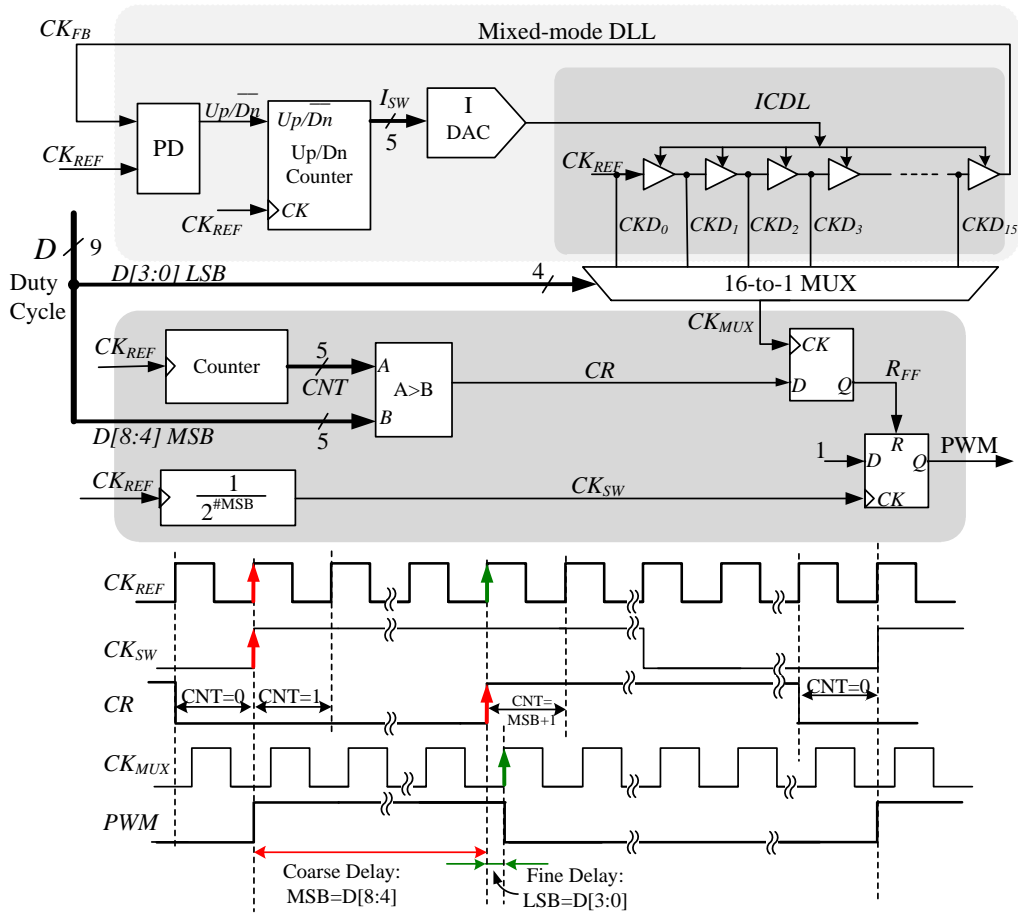 CK_FB
Mixed-mode DLL
PD
Up/D̅n̅
Up/D̅n̅
Up/Dn
Counter
CK
I_SW
5
I
DAC
ICDL
CK_REF
CK_REF
CK_REF
CKD_0
CKD_1
CKD_2
CKD_3
CKD_15
D
9
Duty
Cycle
D[3:0] LSB
4
16-to-1 MUX
CK_MUX
CK_REF
Counter
5
CNT
A
B
A>B
CR
CK
D
Q
R_FF
D[8:4] MSB
5
1
R
D
Q
CK
PWM
CK_REF
1
2^#MSB
CK_SW
CK_REF
CK_SW
CR
CNT=0
CNT=1
CNT=
MSB+1
CNT=0
CK_MUX
PWM
Coarse Delay:
MSB=D[8:4]
Fine Delay:
LSB=D[3:0]